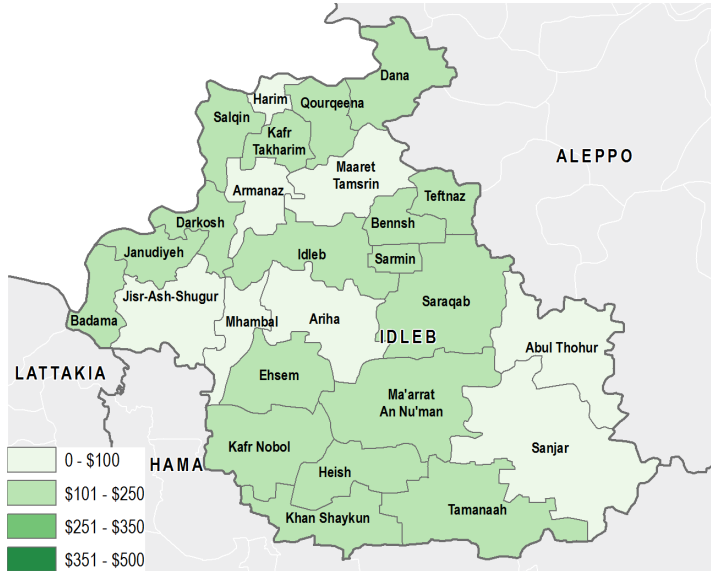 Dana
Harim
Qourqeena
Salqin
Kafr
Takharim
ALEPPO
Maaret
Tamsrin
Armanaz
Teftnaz
Darkosh
Bennsh
Janudiyeh
Idleb
Sarmin
Jisr-Ash-Shugur
Saraqab
Badama
Mhambal
Ariha
IDLEB
Abul Thohur
LATTAKIA
Ehsem
Ma'arrat
An Nu'man
Kafr Nobol
Sanjar
HAMA
Heish
Khan Shaykun
Tamanaah
0 - $100
$101 - $250
$251 - $350
$351 - $500